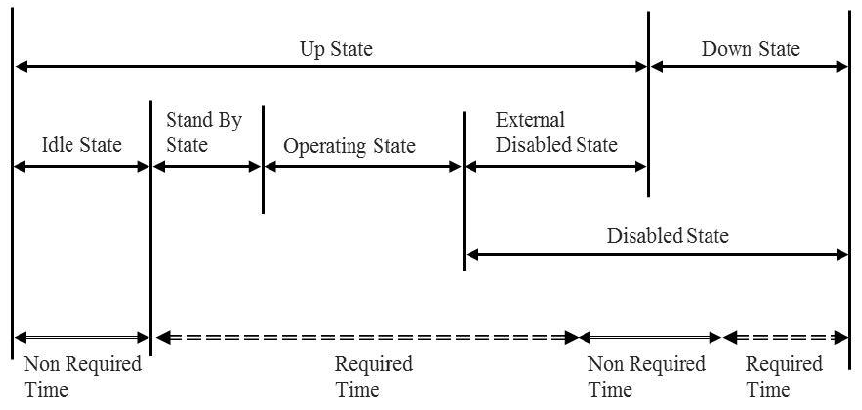 Up State
Down State
Stand By
State
External
Disabled State
Idle State
Operating State
Disabled State
Non Required
Time
Required
Time
Non Required
Time
Required
Time